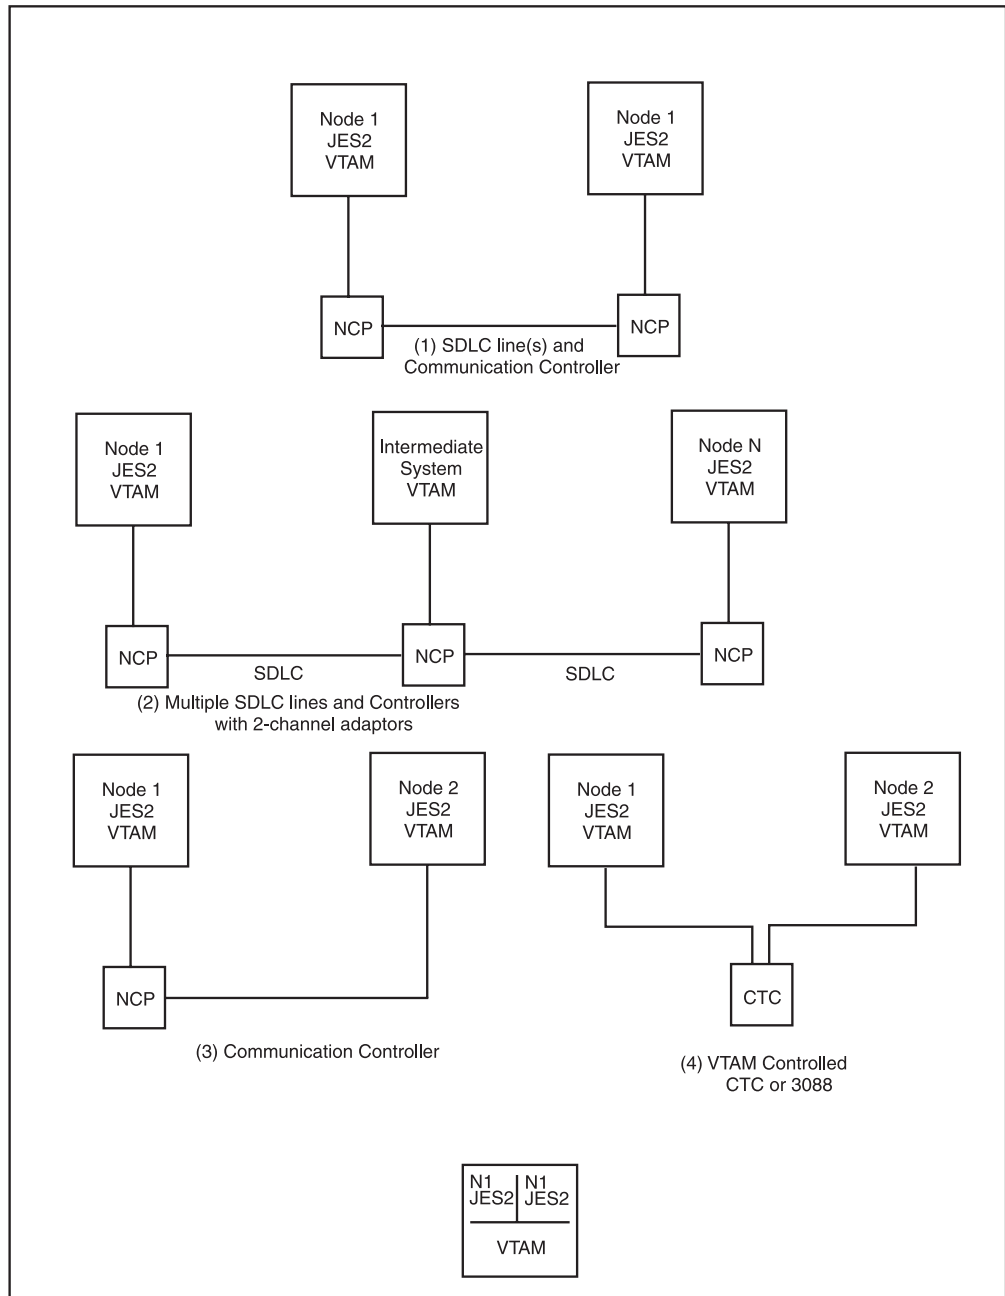 Node 1
JES2
VTAM
Node 1
JES2
VTAM
NCP
NCP
(1) SDLC line(s) and
Communication Controller
Node 1
JES2
VTAM
Intermediate
System
VTAM
Node N
JES2
VTAM
NCP
NCP
NCP
SDLC
SDLC
(2) Multiple SDLC lines and Controllers
with 2-channel adaptors
Node 1
JES2
VTAM
Node 2
JES2
VTAM
NCP
(3) Communication Controller
Node 1
JES2
VTAM
Node 2
JES2
VTAM
CTC
(4) VTAM Controlled
CTC or 3088
N1
JES2
N1
JES2
VTAM